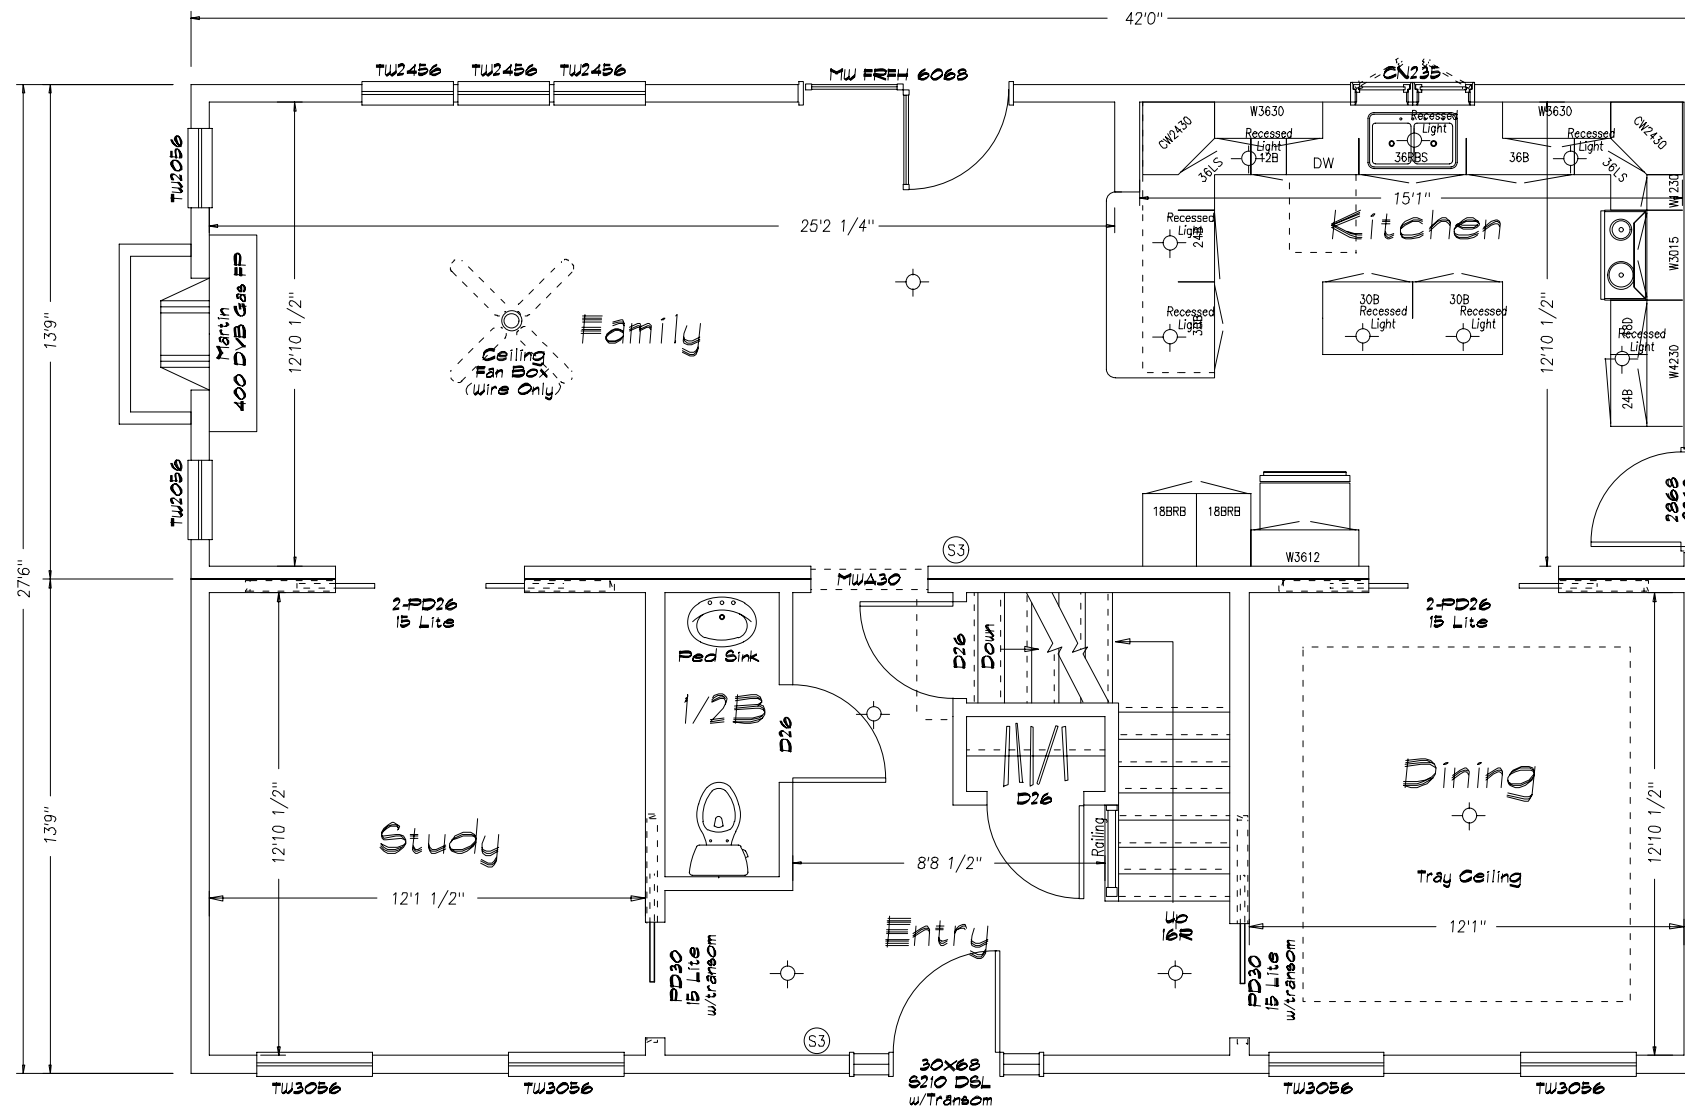 42'0"
TW2456
TW2456
TW2456
MW FRFH 6068
CN235
TW2056
CW2430
W3630
Recessed
Light
12B
36LS
DW
Recessed
Light
36RBS
36B
W3630
Recessed
Light
36LS
CW2430
W1230
15'1"
Kitchen
25'2 1/4"
Recessed
Light
24B
W3015
Martin
400 DVB Gas FP
12'10 1/2"
13'9"
Family
Ceiling
Fan Box
(Wire Only)
Recessed
Light
30B
Recessed
Light
30B
Recessed
Light
12'10 1/2"
Recessed
Light
W4230
24B
TW2056
27'6"
18BRB
18BRB
W3612
2868
S3
MWA30
2-PD26
15 Lite
2-PD26
15 Lite
Ped Sink
D26
Down
1/2B
D26
D26
Railing
Dining
Tray Ceiling
12'10 1/2"
12'1"
13'9"
12'10 1/2"
Study
12'1 1/2"
8'8 1/2"
Entry
Up
16R
PD30
15 Lite
w/transom
PD30
15 Lite
w/transom
S3
TW3056
TW3056
30x68
S210 DSL
w/Transom
TW3056
TW3056